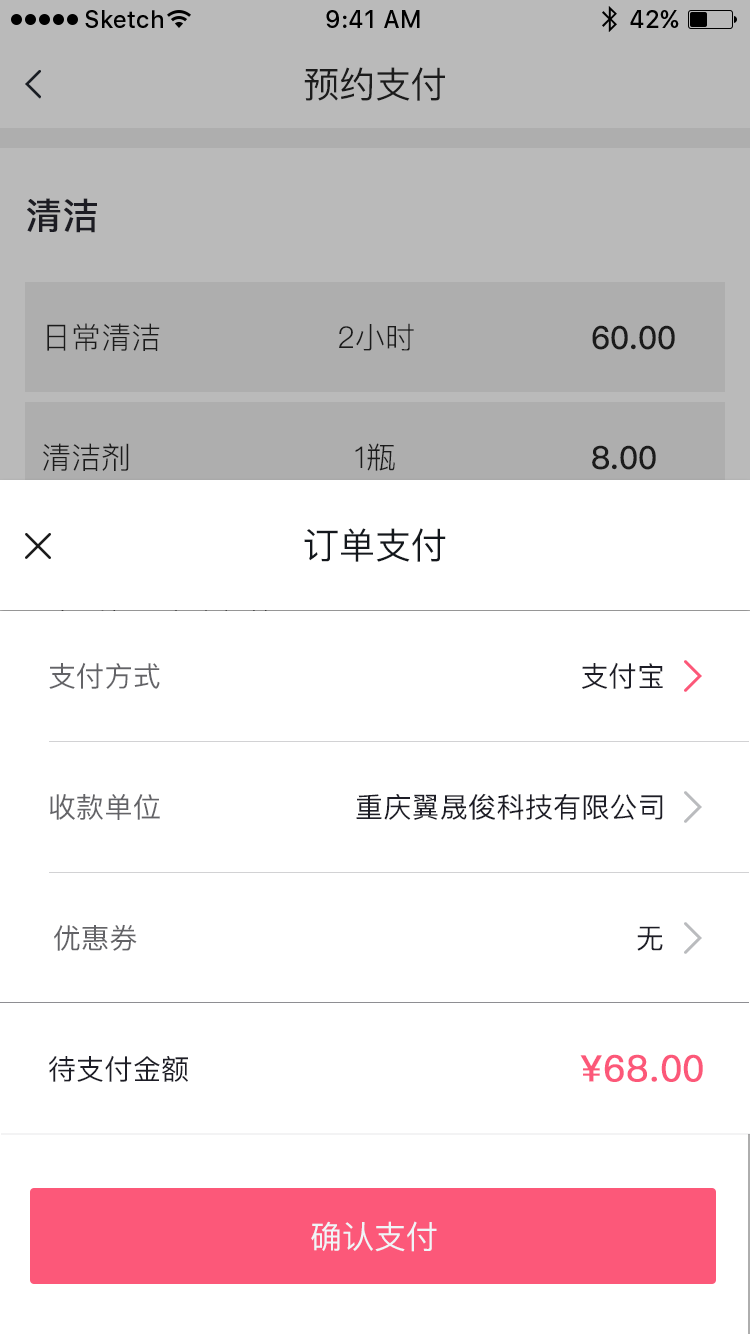 Sketch 9:41 AM 42%
预约支付
清洁
日常清洁 2小时 60.00
清洁剂 1瓶 8.00
订单支付
支付方式 支付宝
收款单位 重庆翼晟俊科技有限公司
优惠券 无
待支付金额 ¥68.00
确认支付